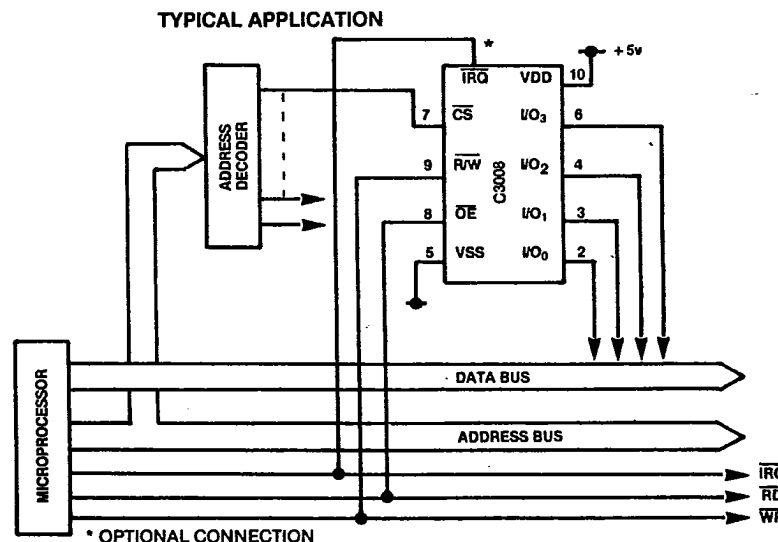 TYPICAL APPLICATION
*
+5v
IRQ VDD 10
7 CS I/O3 6
ADDRESS DECODER
9 R/W I/O2 4
C3008
8 OE I/O1 3
5 VSS I/O0 2
MICROPROCESSOR
DATA BUS
ADDRESS BUS
IRQ
RD
* OPTIONAL CONNECTION